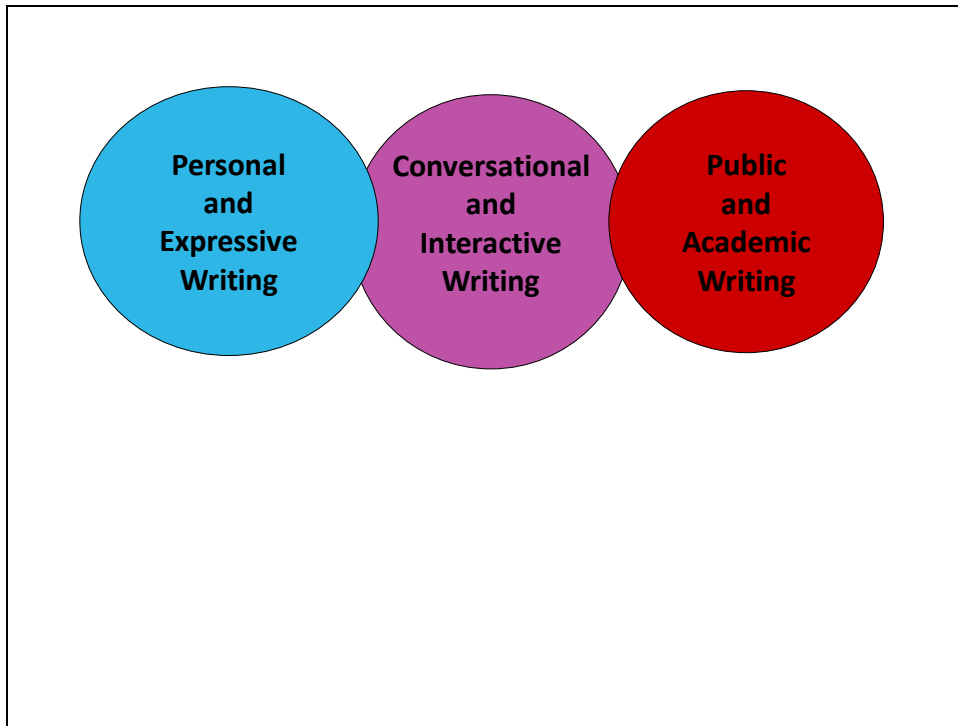 Personal
and
Expressive
Writing
Conversational
and
Interactive
Writing
Public
and
Academic
Writing